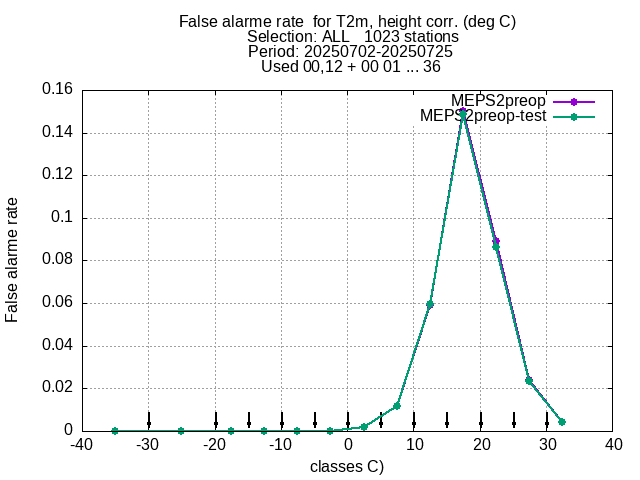 False alarme rate  for T2m, height corr. (deg C)
Selection: ALL   1023 stations
Period: 20250702-20250725
Used 00,12 + 00 01 ... 36
MEPS2preop
MEPS2preop-test
False alarme rate
0.16
0.14
0.12
0.1
0.08
0.06
0.04
0.02
0
-40 -30 -20 -10 0 10 20 30 40
classes C)